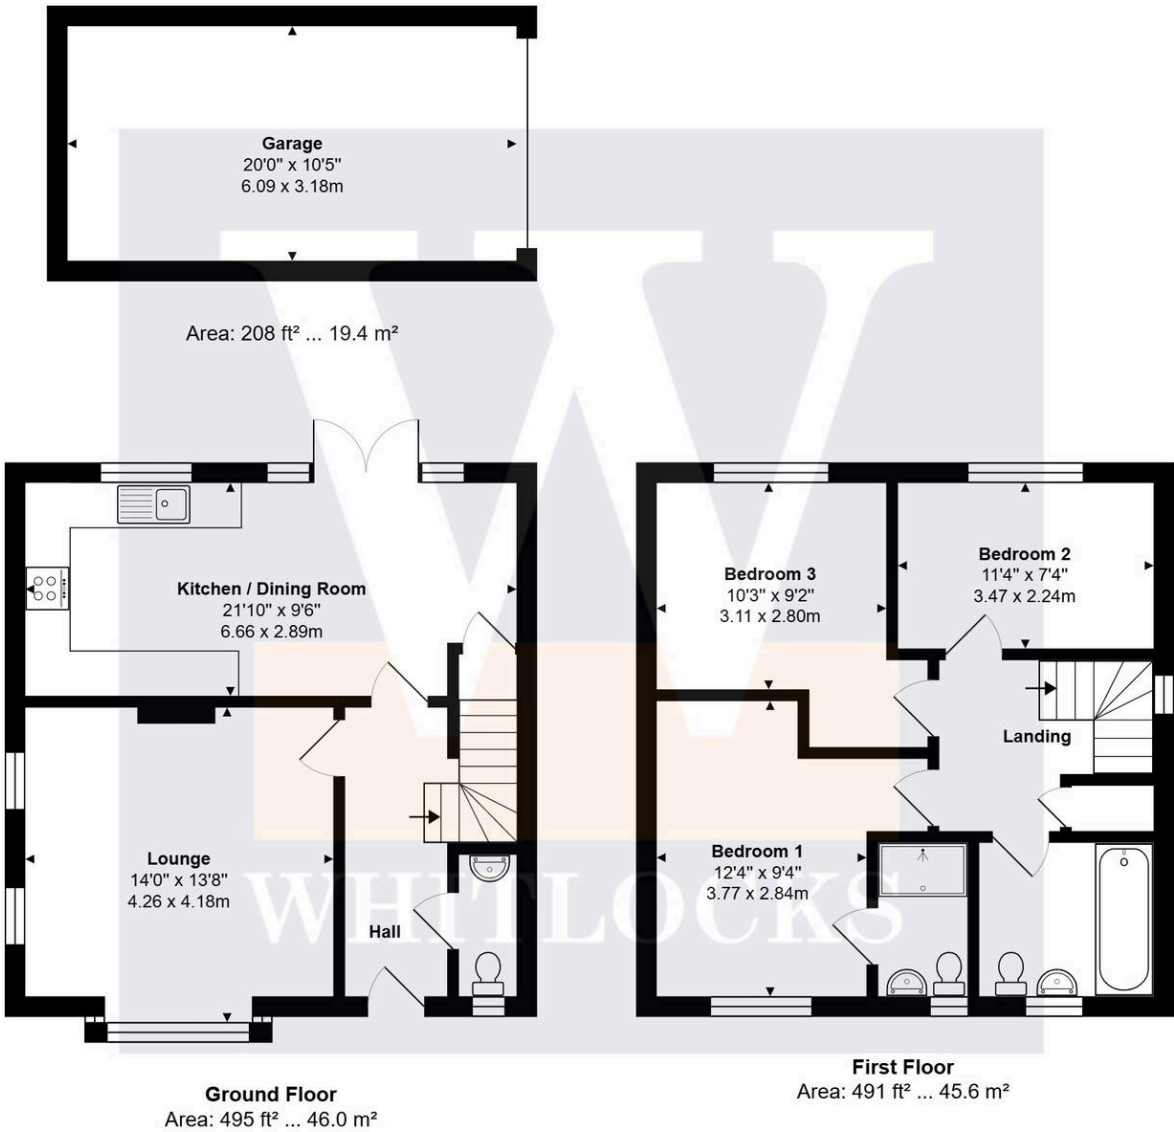 Garage
20'0" x 10'5"
6.09 x 3.18m
Area: 208 ft² ... 19.4 m²
Kitchen / Dining Room
21'10" x 9'6"
6.66 x 2.89m
Bedroom 3
10'3" x 9'2"
3.11 x 2.80m
Bedroom 2
11'4" x 7'4"
3.47 x 2.24m
Landing
Lounge
14'0" x 13'8"
4.26 x 4.18m
Hall
Bedroom 1
12'4" x 9'4"
3.77 x 2.84m
W
WHITLOCKS
Ground Floor
Area: 495 ft² ... 46.0 m²
First Floor
Area: 491 ft² ... 45.6 m²